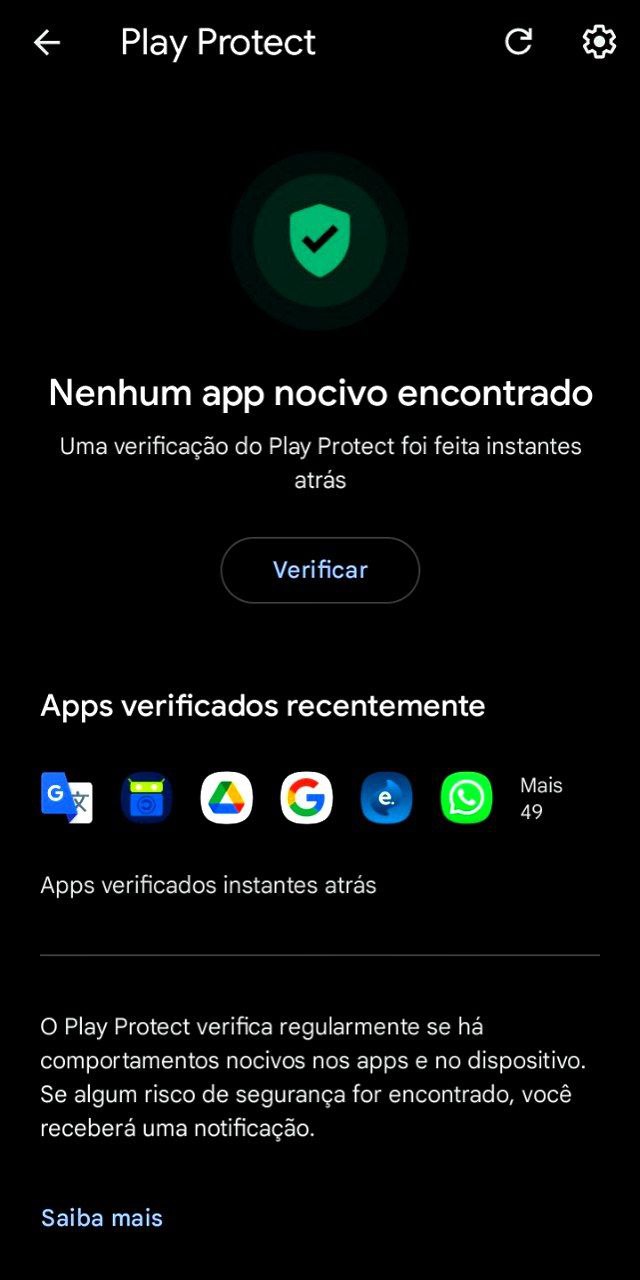 Play Protect
Nenhum app nocivo encontrado
Uma verificação do Play Protect foi feita instantes
atrás
Verificar
Apps verificados recentemente
G 文
G
e.
Mais
49
Apps verificados instantes atrás
O Play Protect verifica regularmente se há
comportamentos nocivos nos apps e no dispositivo.
Se algum risco de segurança for encontrado, você
receberá uma notificação.
Saiba mais